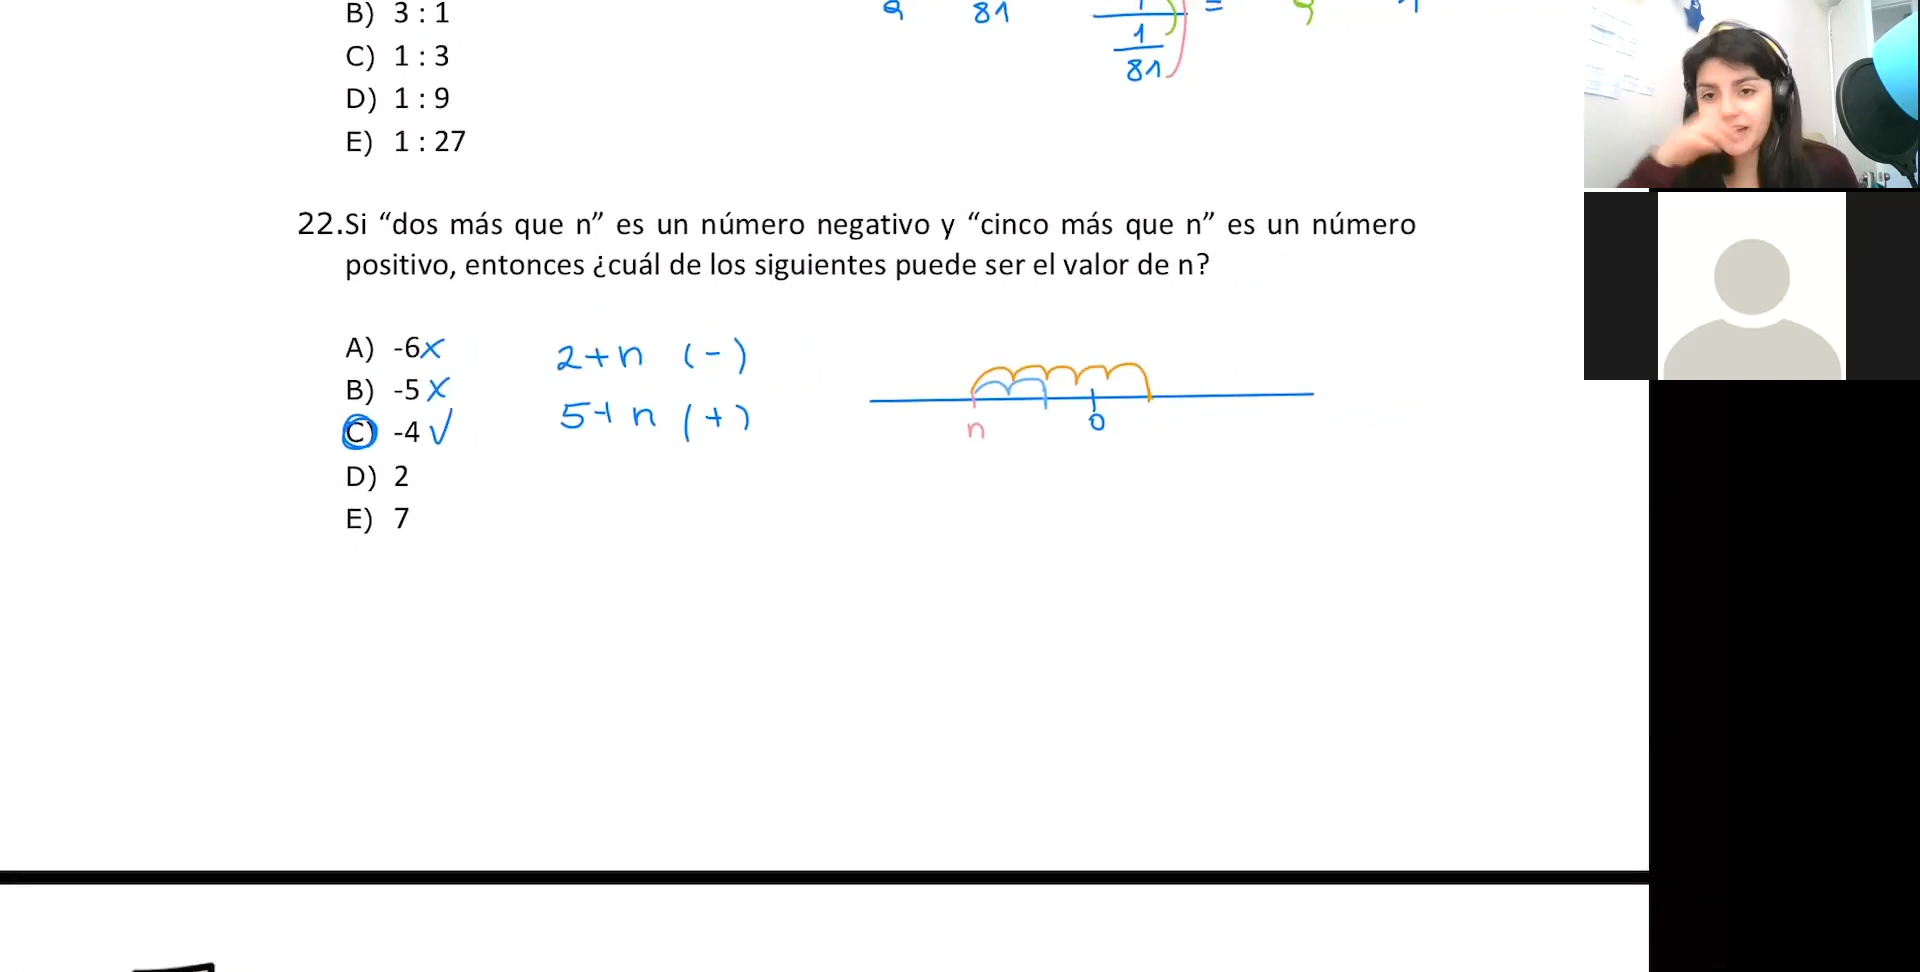 B) 3 : 1
C) 1 : 3
D) 1 : 9
E) 1 : 27
81
1
81
=
22.Si “dos más que n” es un número negativo y “cinco más que n” es un número
positivo, entonces ¿cuál de los siguientes puede ser el valor de n?
A) -6x
B) -5 x
C) -4 ✓
D) 2
E) 7
2+n (-)
5+n (+)
n
0